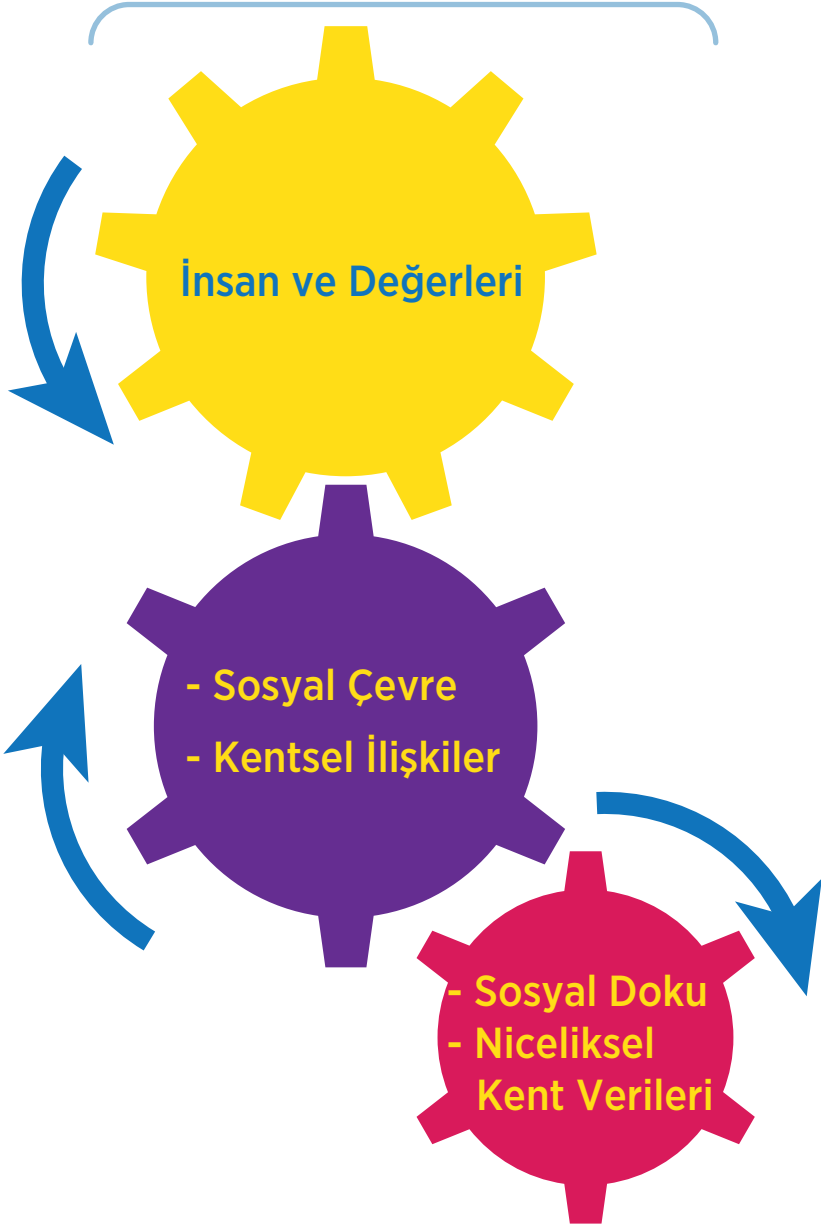 İnsan ve Değerleri
- Sosyal Çevre
- Kentsel İlişkiler
- Sosyal Doku
- Niceliksel
Kent Verileri